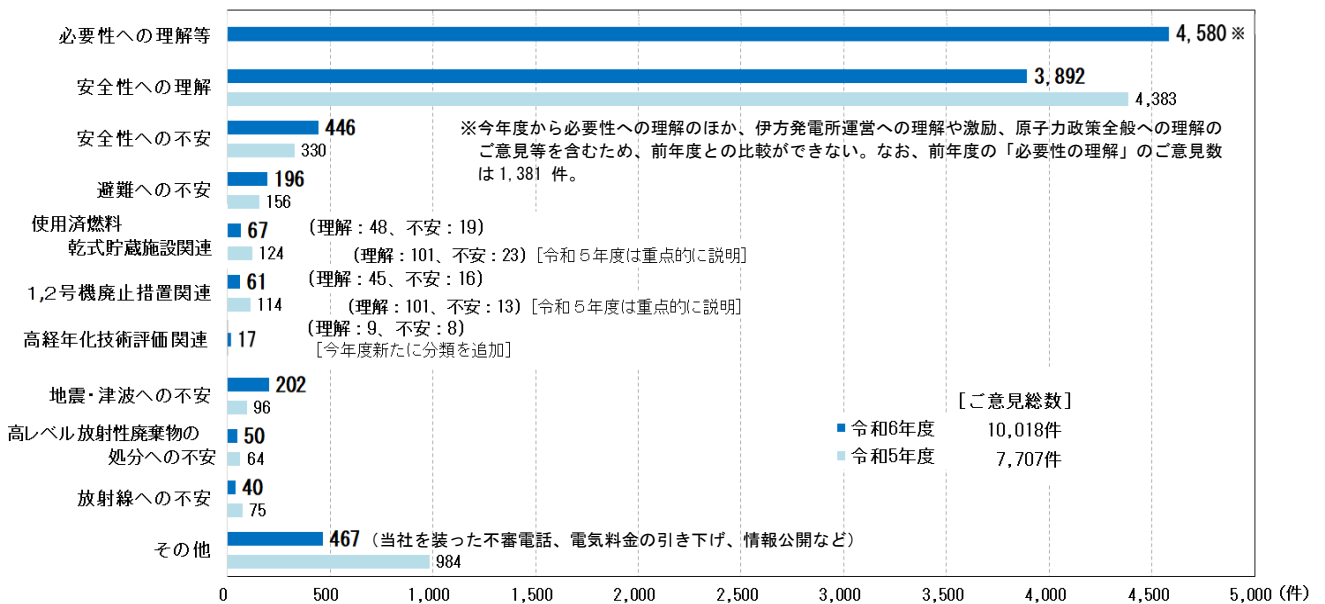 必要性への理解等
4,580※
安全性への理解
3,892
4,383
安全性への不安
446
330
※今年度から必要性への理解のほか、伊方発電所運営への理解や激励、原子力政策全般への理解の
ご意見等を含むため、前年度との比較ができない。なお、前年度の「必要性の理解」のご意見数
は1,381 件。
避難への不安
196
156
使用済燃料
乾式貯蔵施設関連
67
(理解:48、不安:19)
124
(理解:101、不安:23)[令和5年度は重点的に説明]
1,2号機廃止措置関連
61
(理解:45、不安:16)
114
(理解:101、不安:13)[令和5年度は重点的に説明]
高経年化技術評価関連
17
(理解:9、不安:8)
[今年度新たに分類を追加]
地震・津波への不安
202
96
高レベル放射性廃棄物の
処分への不安
50
64
放射線への不安
40
75
その他
467(当社を装った不審電話、電気料金の引き下げ、情報公開など)
984
[ご意見総数]
令和6年度 10,018件
令和5年度 7,707件
0 500 1,000 1,500 2,000 2,500 3,000 3,500 4,000 4,500 5,000 (件)